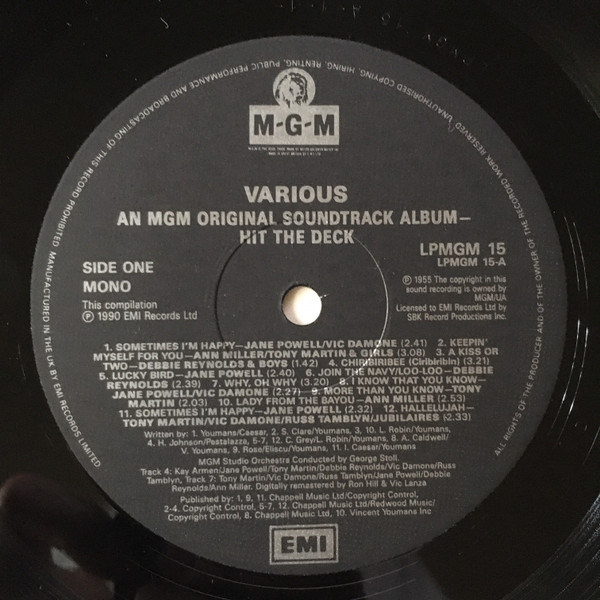 M-G-M
VARIOUS
AN MGM ORIGINAL SOUNDTRACK ALBUM—
HIT THE DECK
SIDE ONE
MONO
This compilation
Ⓟ 1990 EMI Records Ltd
LPMGM 15
LPMGM 15-A
Ⓟ 1955 The copyright in this
sound recording is owned by
MGM/UA
Licensed to EMI Records Ltd by
SBK Record Productions Inc.
1. SOMETIMES I'M HAPPY—JANE POWELL/VIC DAMONE (2.41) 2. KEEPIN'
MYSELF FOR YOU—ANN MILLER/TONY MARTIN & GIRLS (3.08) 3. A KISS OR
TWO—DEBBIE REYNOLDS & BOYS (1.42) 4. CHIRIBIRIBEE (Ciribiribin) (3.21)
5. LUCKY BIRD—JANE POWELL (2.40) 6. JOIN THE NAVY/LOO-LOO—DEBBIE
REYNOLDS (2.39) 7. WHY, OH WHY (3.20) 8. I KNOW THAT YOU KNOW—
JANE POWELL/VIC DAMONE (2.27) 9. MORE THAN YOU KNOW—TONY
MARTIN (2.03) 10. LADY FROM THE BAYOU—ANN MILLER (2.53)
11. SOMETIMES I'M HAPPY—JANE POWELL (2.32) 12. HALLELUJAH—
TONY MARTIN/VIC DAMONE/RUSS TAMBLYN/JUBILAIRES (2.33)
Written by: 1. Youmans/Caesar, 2. S. Clare/Youmans, 3, 10. L. Robin/Youmans,
4. H. Johnson/Pestalazza, 5-7, 12. C. Grey/L. Robin/Youmans, 8. A. Caldwell/
V. Youmans, 9. Rose/Eliscu/Youmans, 11. I. Caesar/Youmans
MGM Studio Orchestra Conducted by George Stoll.
Track 4: Kay Armen/Jane Powell/Tony Martin/Debbie Reynolds/Vic Damone/Russ
Tamblyn, Track 7: Tony Martin/Vic Damone/Russ Tamblyn/Jane Powell/Debbie
Reynolds/Ann Miller. Digitally remastered by Ron Hill & Vic Lanza
Published by: 1, 9, 11. Chappell Music Ltd/Copyright Control,
2-4. Copyright Control, 5-7, 12. Chappell Music Ltd/Redwood Music/
Copyright Control, 8. Chappell Music Ltd, 10. Vincent Youmans Inc
EMI
ALL RIGHTS OF THE PRODUCER AND OF THE OWNER OF THE RECORDED WORK RESERVED UNAUTHORISED COPYING, HIRING, RENTING, PUBLIC PERFORMANCE AND BROADCASTING OF THIS RECORD PROHIBITED MANUFACTURED IN THE U.K. BY EMI RECORDS LIMITED